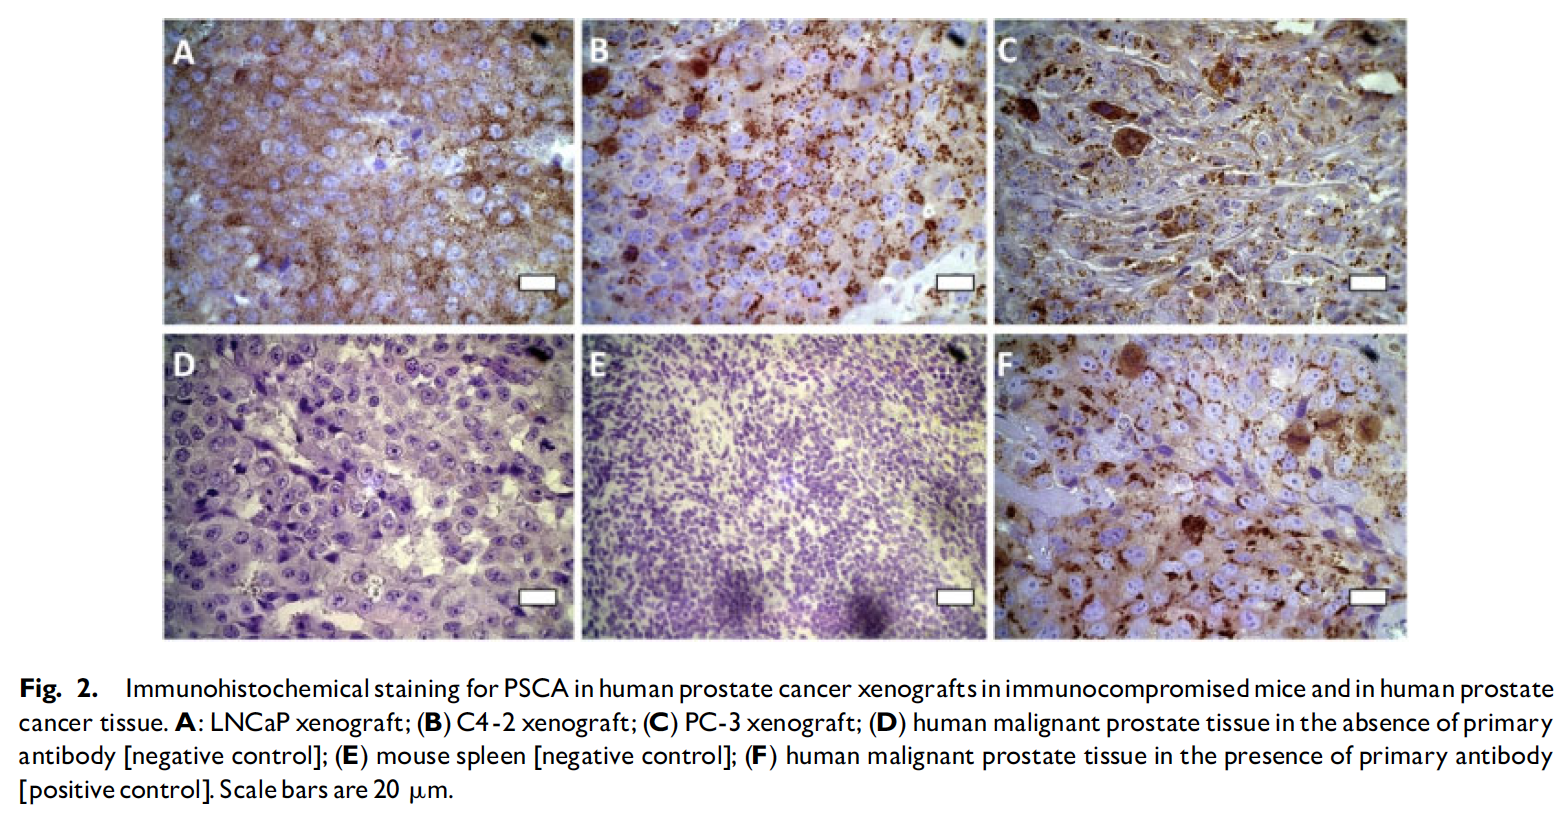 A
B
C
D
E
F
Fig. 2. Immunohistochemical staining for PSCA in human prostate cancer xenografts in immunocompromised mice and in human prostate
cancer tissue. A: LNCaP xenograft; (B) C4-2 xenograft; (C) PC-3 xenograft; (D) human malignant prostate tissue in the absence of primary
antibody [negative control]; (E) mouse spleen [negative control]; (F) human malignant prostate tissue in the presence of primary antibody
[positive control]. Scale bars are 20 μm.